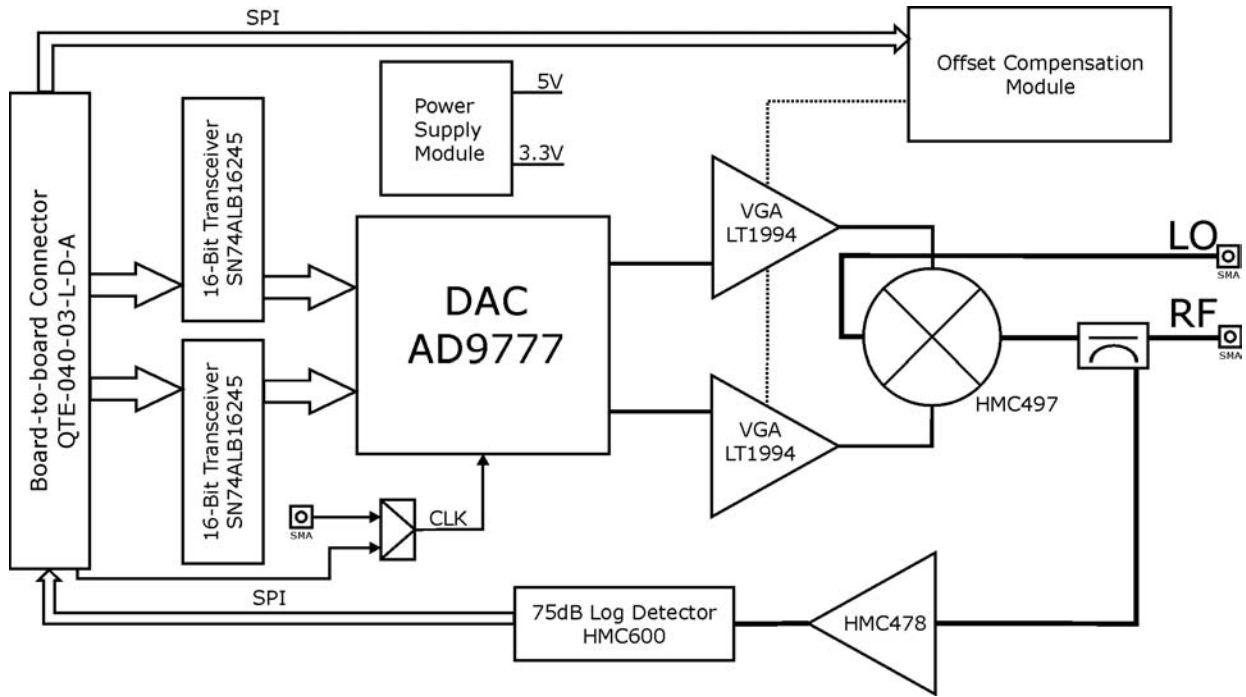 SPI
Offset Compensation
Module
Power
Supply
Module
5V
3.3V
Board-to-board Connector
QTE-040-03-L-D-A
16-Bit Transceiver
SN74ALB16245
16-Bit Transceiver
SN74ALB16245
DAC
AD9777
VGA
LT1994
VGA
LT1994
LO
SMA
RF
SMA
HMC497
SMA
CLK
SPI
75dB Log Detector
HMC600
HMC478